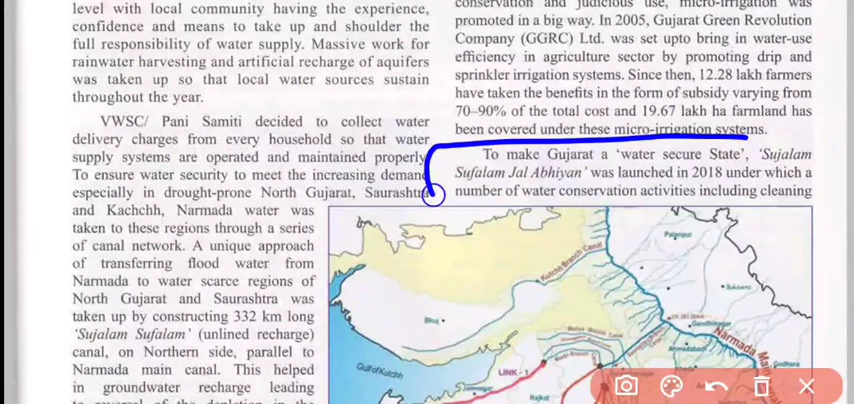 level with local community having the experience,
confidence and means to take up and shoulder the
full responsibility of water supply. Massive work for
rainwater harvesting and artificial recharge of aquifers
was taken up so that local water sources sustain
throughout the year.
VWSC/ Pani Samiti decided to collect water
delivery charges from every household so that water
supply systems are operated and maintained properly
To ensure water security to meet the increasing demand
especially in drought-prone North Gujarat, Saurashtra
and Kachchh, Narmada water was
taken to these regions through a series
of canal network. A unique approach
of transferring flood water from
Narmada to water scarce regions of
North Gujarat and Saurashtra was
taken up by constructing 332 km long
'Sujalam Sufalam' (unlined recharge)
canal, on Northern side, parallel to
Narmada main canal. This helped
in groundwater recharge leading
conservation and judicious use, micro-irrigation was
promoted in a big way. In 2005, Gujarat Green Revolution
Company (GGRC) Ltd. was set upto bring in water-use
efficiency in agriculture sector by promoting drip and
sprinkler irrigation systems. Since then, 12.28 lakh farmers
have taken the benefits in the form of subsidy varying from
70–90% of the total cost and 19.67 lakh ha farmland has
been covered under these micro-irrigation systems.
To make Gujarat a 'water secure State', 'Sujalam
Sufalam Jal Abhiyan' was launched in 2018 under which a
number of water conservation activities including cleaning
Palanpur
Kutchh Branch Canal
Bhuj
Gandhinagar
Ahmedabad
Narmada Main
Godhra
Gulf of Kutchh
LINK - 1
Jamnagar
Rajkot